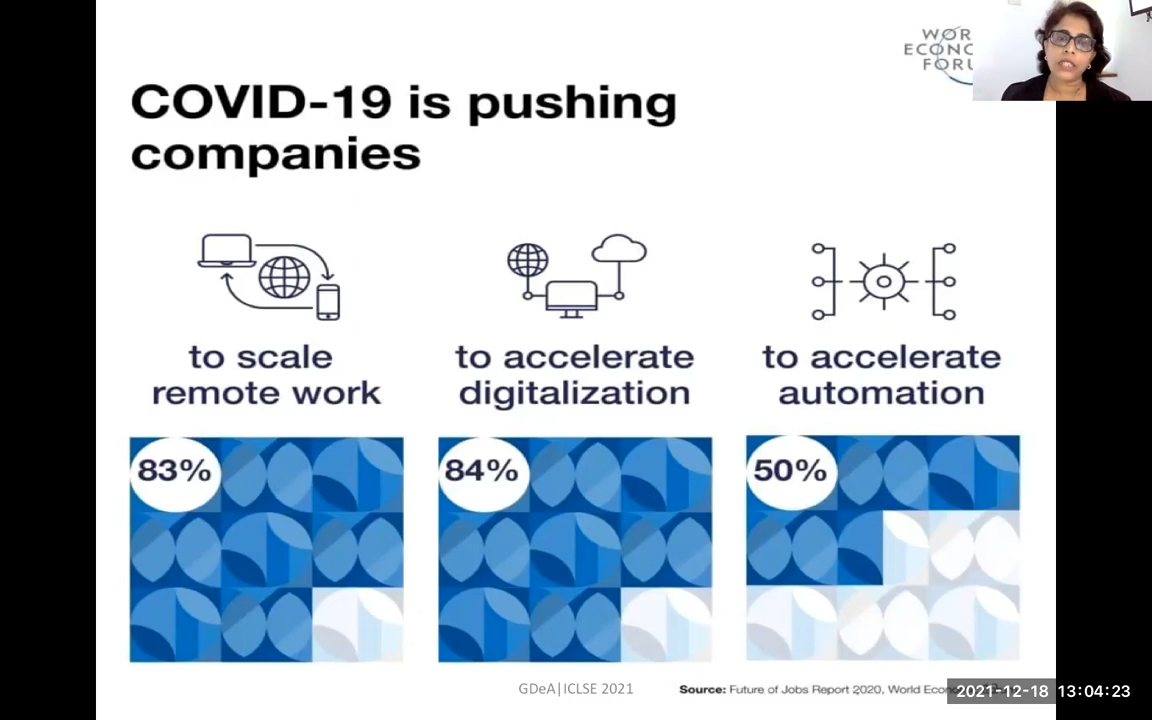 COVID-19 is pushing
companies
to scale
remote work
to accelerate
digitalization
to accelerate
automation
83%
84%
50%
GDeA|ICLSE 2021
Source: Future of Jobs Report 2020, World
2021-12-18 13:04:23